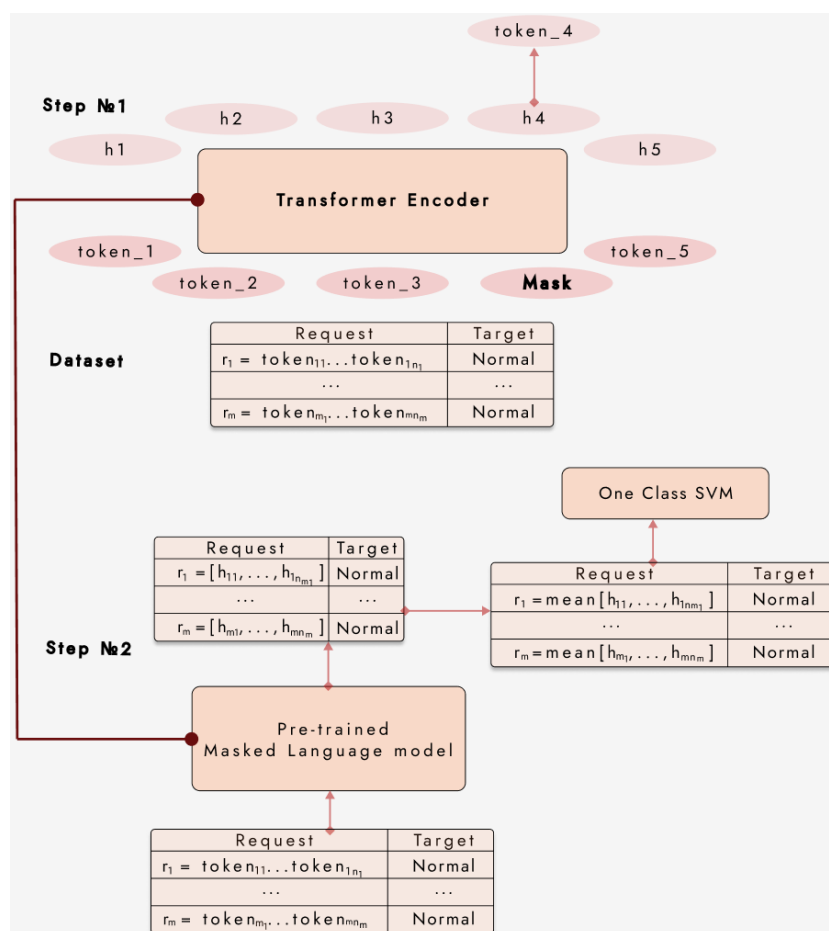 token_4
Step №1
h1 h2 h3 h4 h5
Transformer Encoder
token_1 token_2 token_3 Mask token_5
Dataset
Request Target
r₁ = token₁₁...token₁ₙ₁ Normal
... ...
rₘ = tokenₘ₁...tokenₘₙₘ Normal
One Class SVM
Request Target
r₁ = [h₁₁,...,h₁ₙₘ₁] Normal
... ...
rₘ = [hₘ₁,...,hₘₙₘ] Normal
Request Target
r₁ = mean[h₁₁,...,h₁ₙₘ₁] Normal
... ...
rₘ = mean[hₘ₁,...,hₘₙₘ] Normal
Step №2
Pre-trained
Masked Language model
Request Target
r₁ = token₁₁...token₁ₙ₁ Normal
... ...
rₘ = tokenₘ₁...tokenₘₙₘ Normal